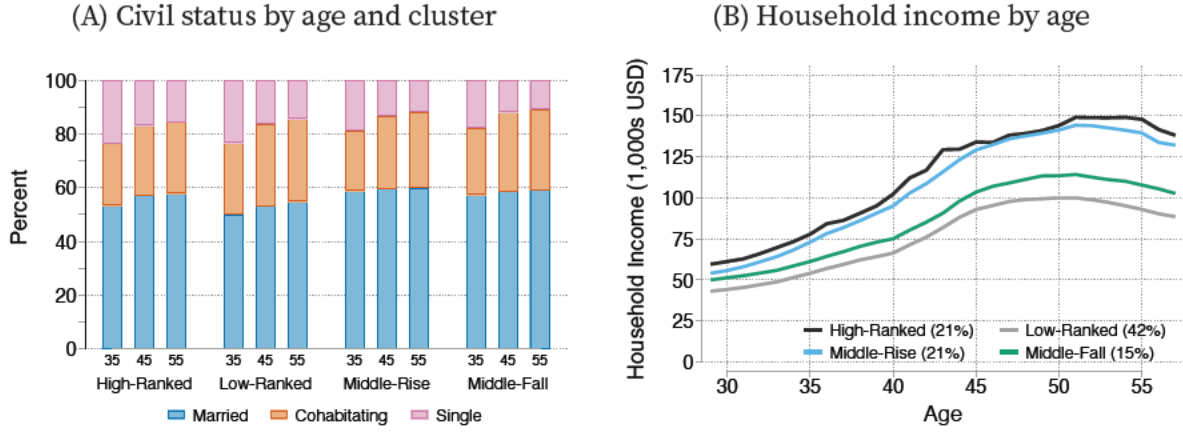 (A) Civil status by age and cluster
Percent
100
80
60
40
20
0
35 45 55 35 45 55 35 45 55 35 45 55
High-Ranked Low-Ranked Middle-Rise Middle-Fall
Married Cohabitating Single
(B) Household income by age
Household Income (1,000s USD)
175
150
125
100
75
50
25
0
High-Ranked (21%) Low-Ranked (42%)
Middle-Rise (21%) Middle-Fall (15%)
30 35 40 45 50 55
Age